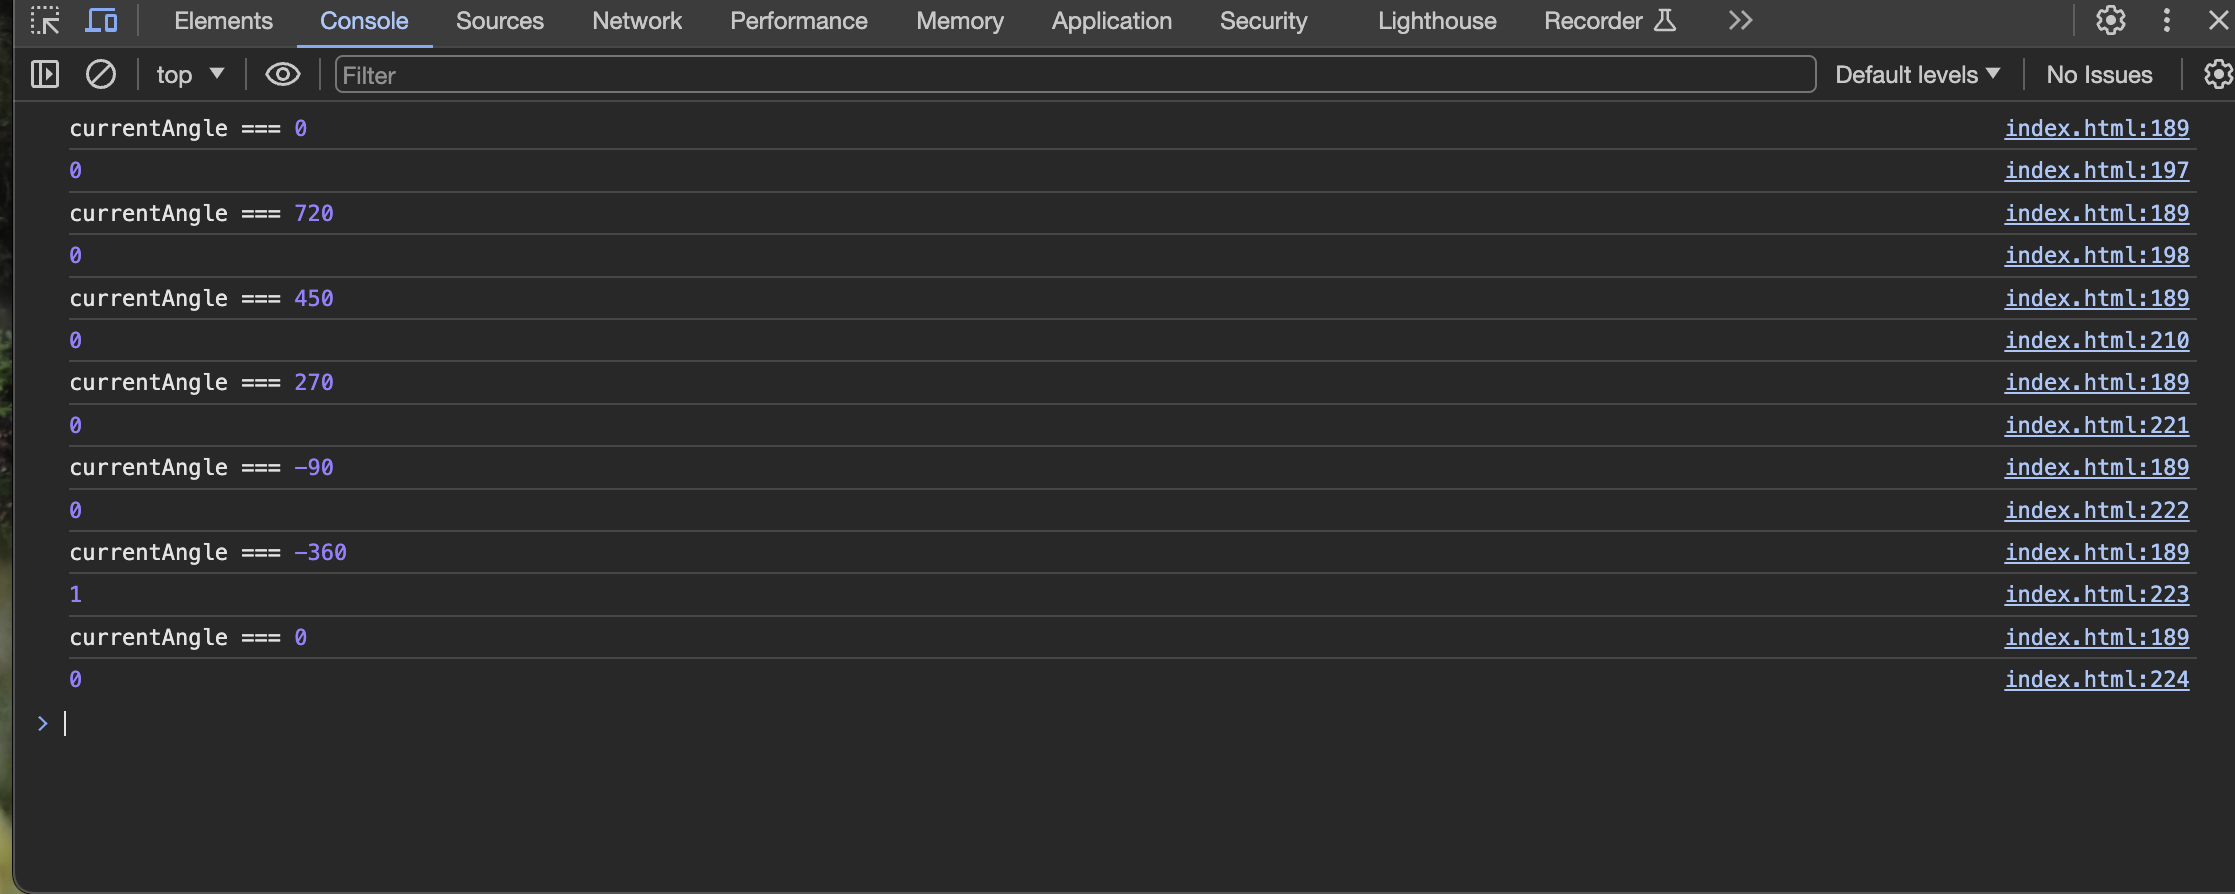 Elements Console Sources Network Performance Memory Application Security Lighthouse Recorder
top Filter Default levels No Issues
currentAngle === 0 index.html:189
0 index.html:197
currentAngle === 720 index.html:189
0 index.html:198
currentAngle === 450 index.html:189
0 index.html:210
currentAngle === 270 index.html:189
0 index.html:221
currentAngle === -90 index.html:189
0 index.html:222
currentAngle === -360 index.html:189
1 index.html:223
currentAngle === 0 index.html:189
0 index.html:224